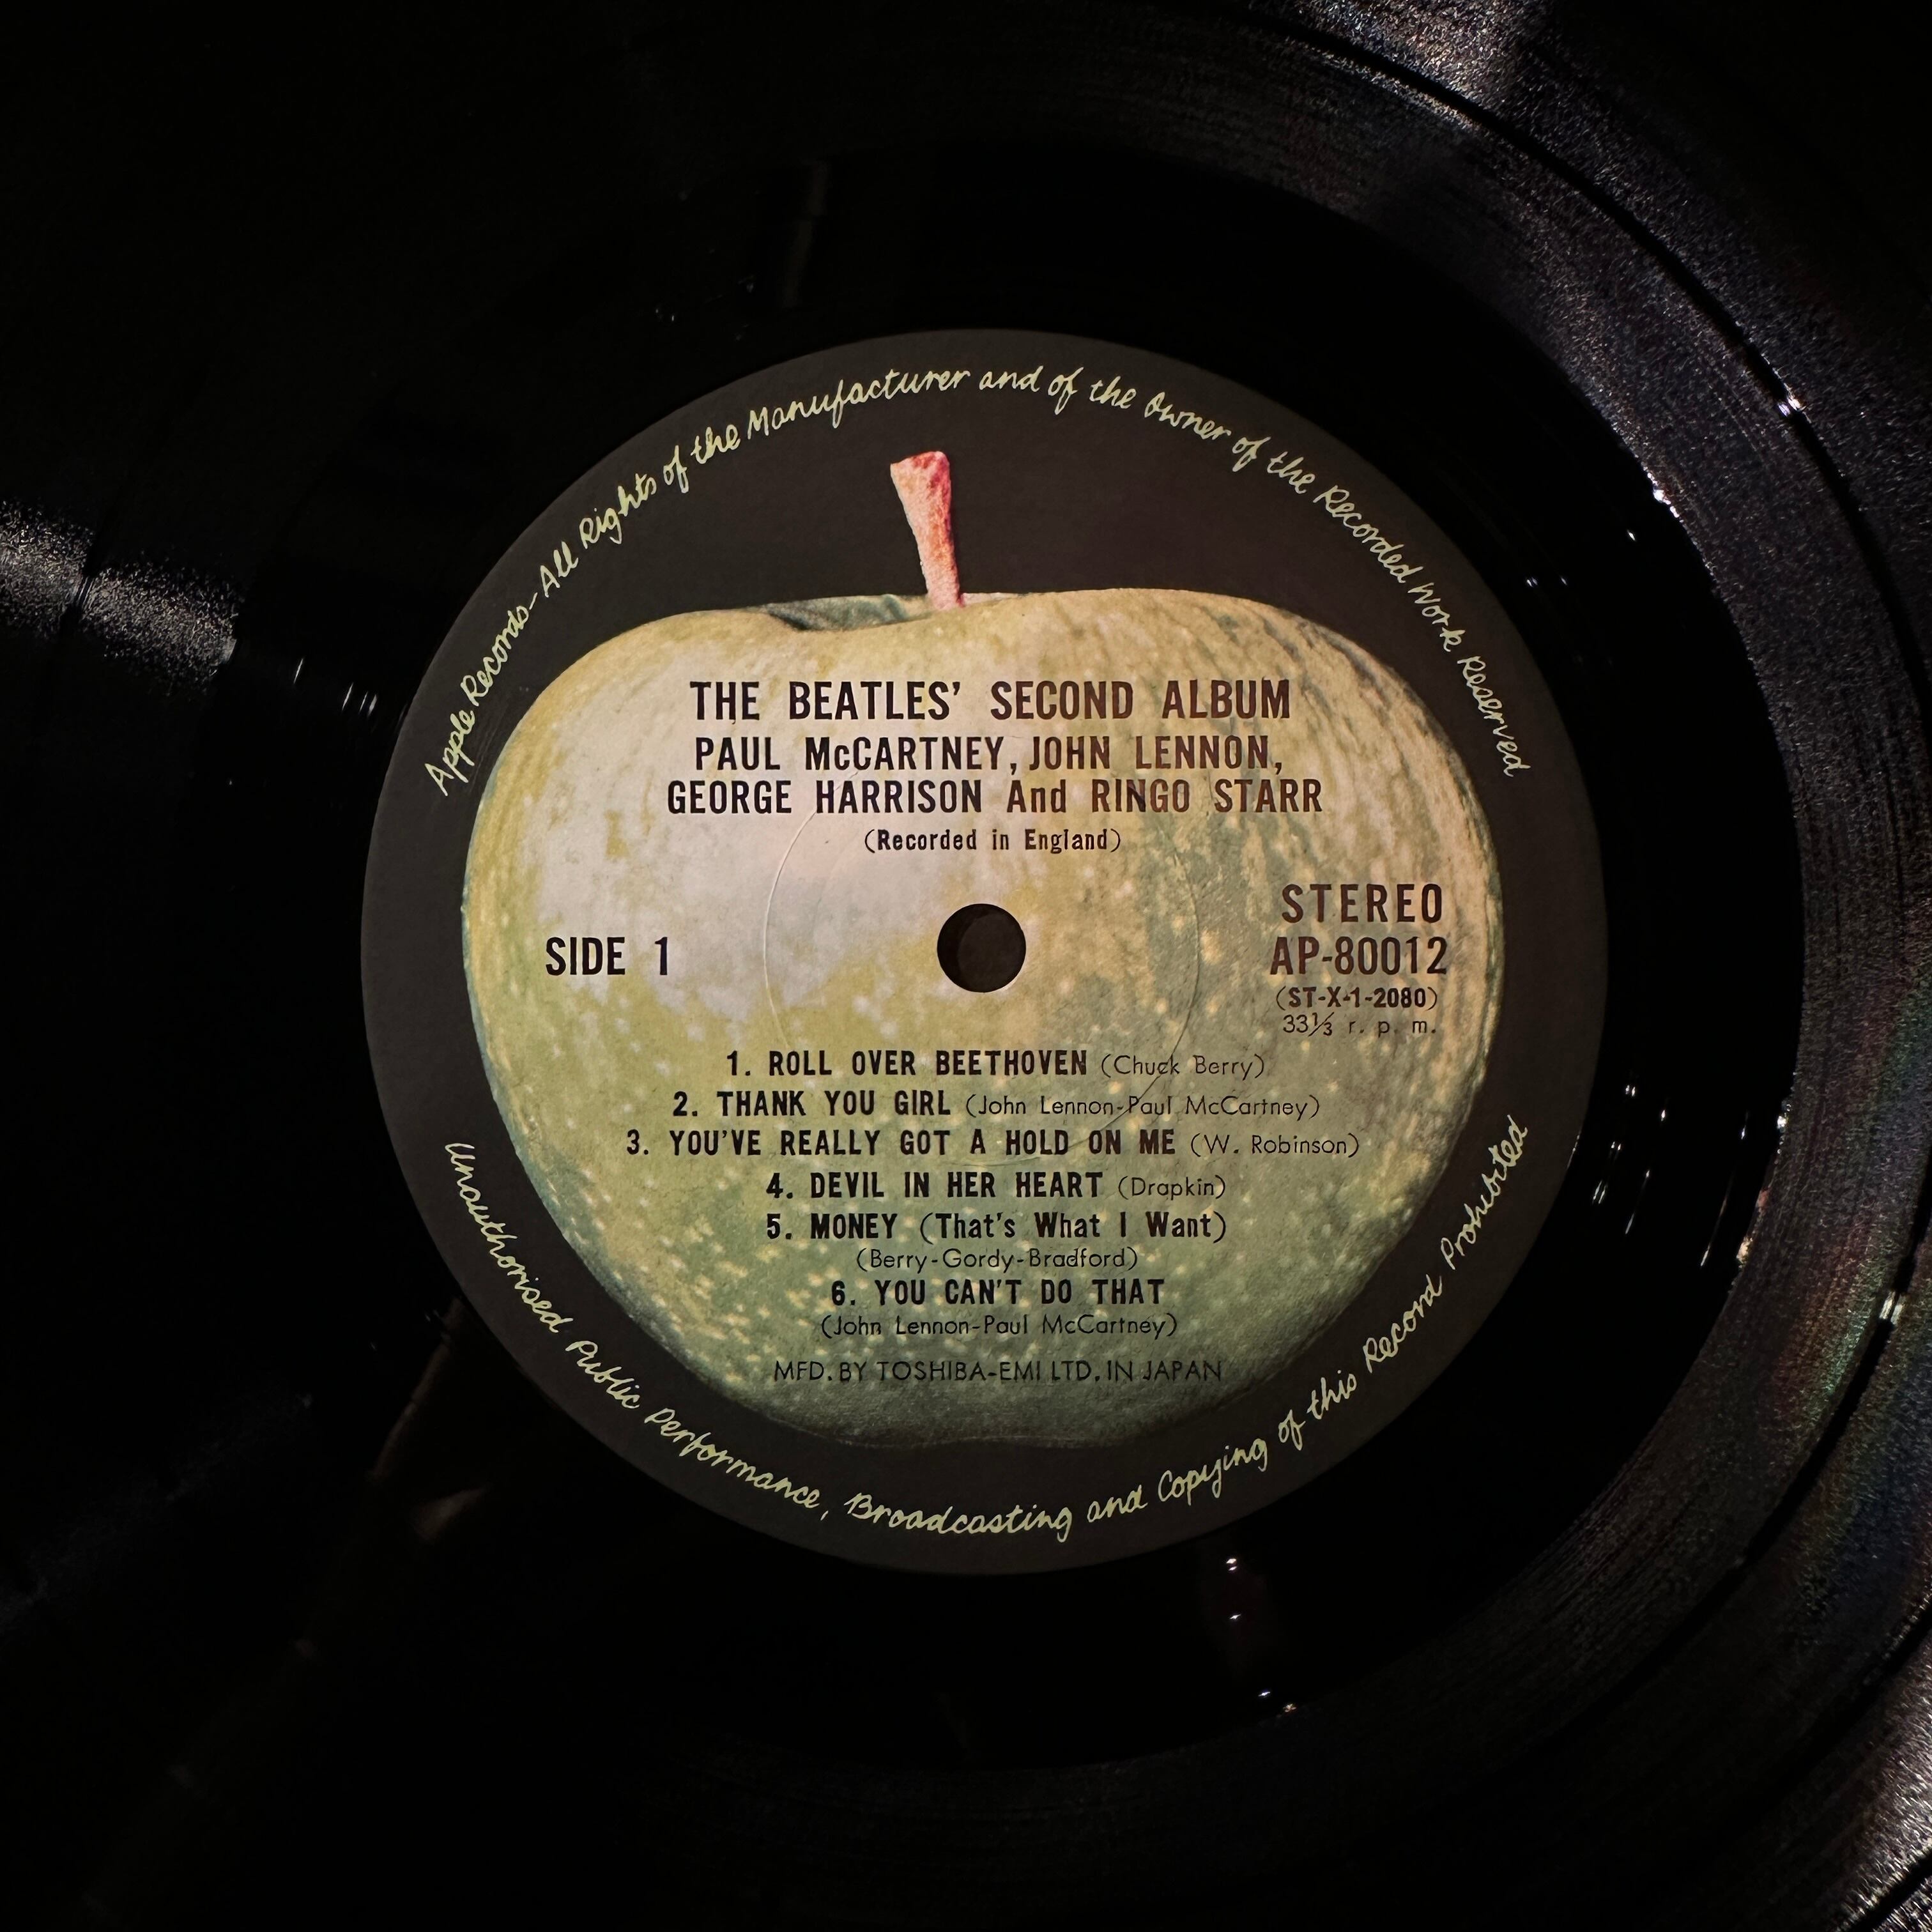 Apple Records-All Rights of the Manufacturer and of the Owner of the Recorded Work Reserved
THE BEATLES' SECOND ALBUM
PAUL McCARTNEY, JOHN LENNON,
GEORGE HARRISON And RINGO STARR
(Recorded in England)
SIDE 1
STEREO
AP-80012
(ST-X-1-2080)
33⅓ r. p. m.
1. ROLL OVER BEETHOVEN (Chuck Berry)
2. THANK YOU GIRL (John Lennon-Paul McCartney)
3. YOU'VE REALLY GOT A HOLD ON ME (W. Robinson)
4. DEVIL IN HER HEART (Drapkin)
5. MONEY (That's What I Want)
(Berry-Gordy-Bradford)
6. YOU CAN'T DO THAT
(John Lennon-Paul McCartney)
MFD. BY TOSHIBA-EMI LTD. IN JAPAN
Unauthorised Public Performance, Broadcasting and Copying of this Record Prohibited